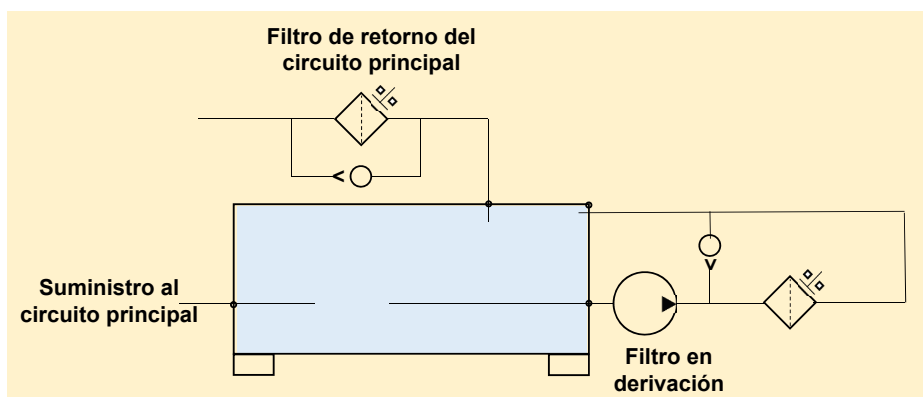 Filtro de retorno del
circuito principal
Suministro al
circuito principal
Filtro en
derivación